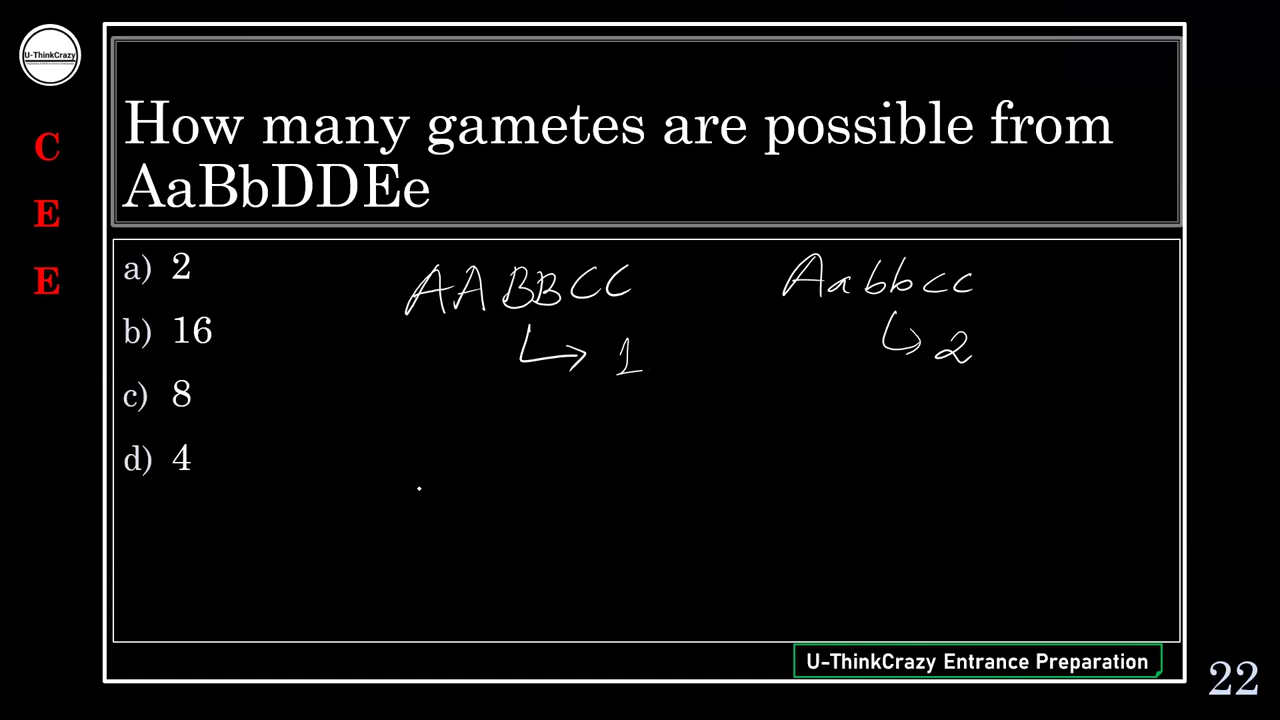 U-ThinkCrazy
C
E
E
How many gametes are possible from
AaBbDDEe
a) 2
b) 16
c) 8
d) 4
AABBCC
1
Aabbcc
2
U-ThinkCrazy Entrance Preparation
22